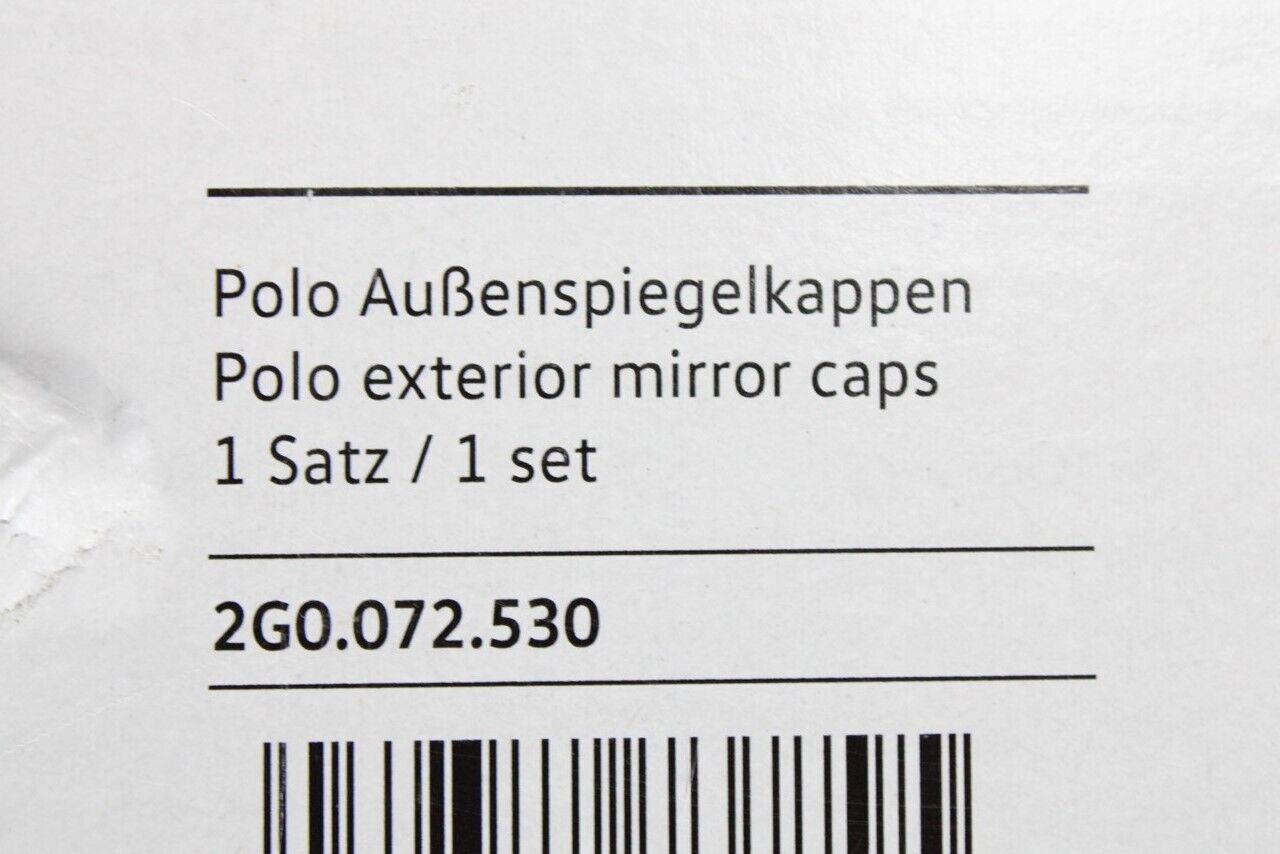 Polo Außenspiegelkappen
Polo exterior mirror caps
1 Satz / 1 set
2G0.072.530